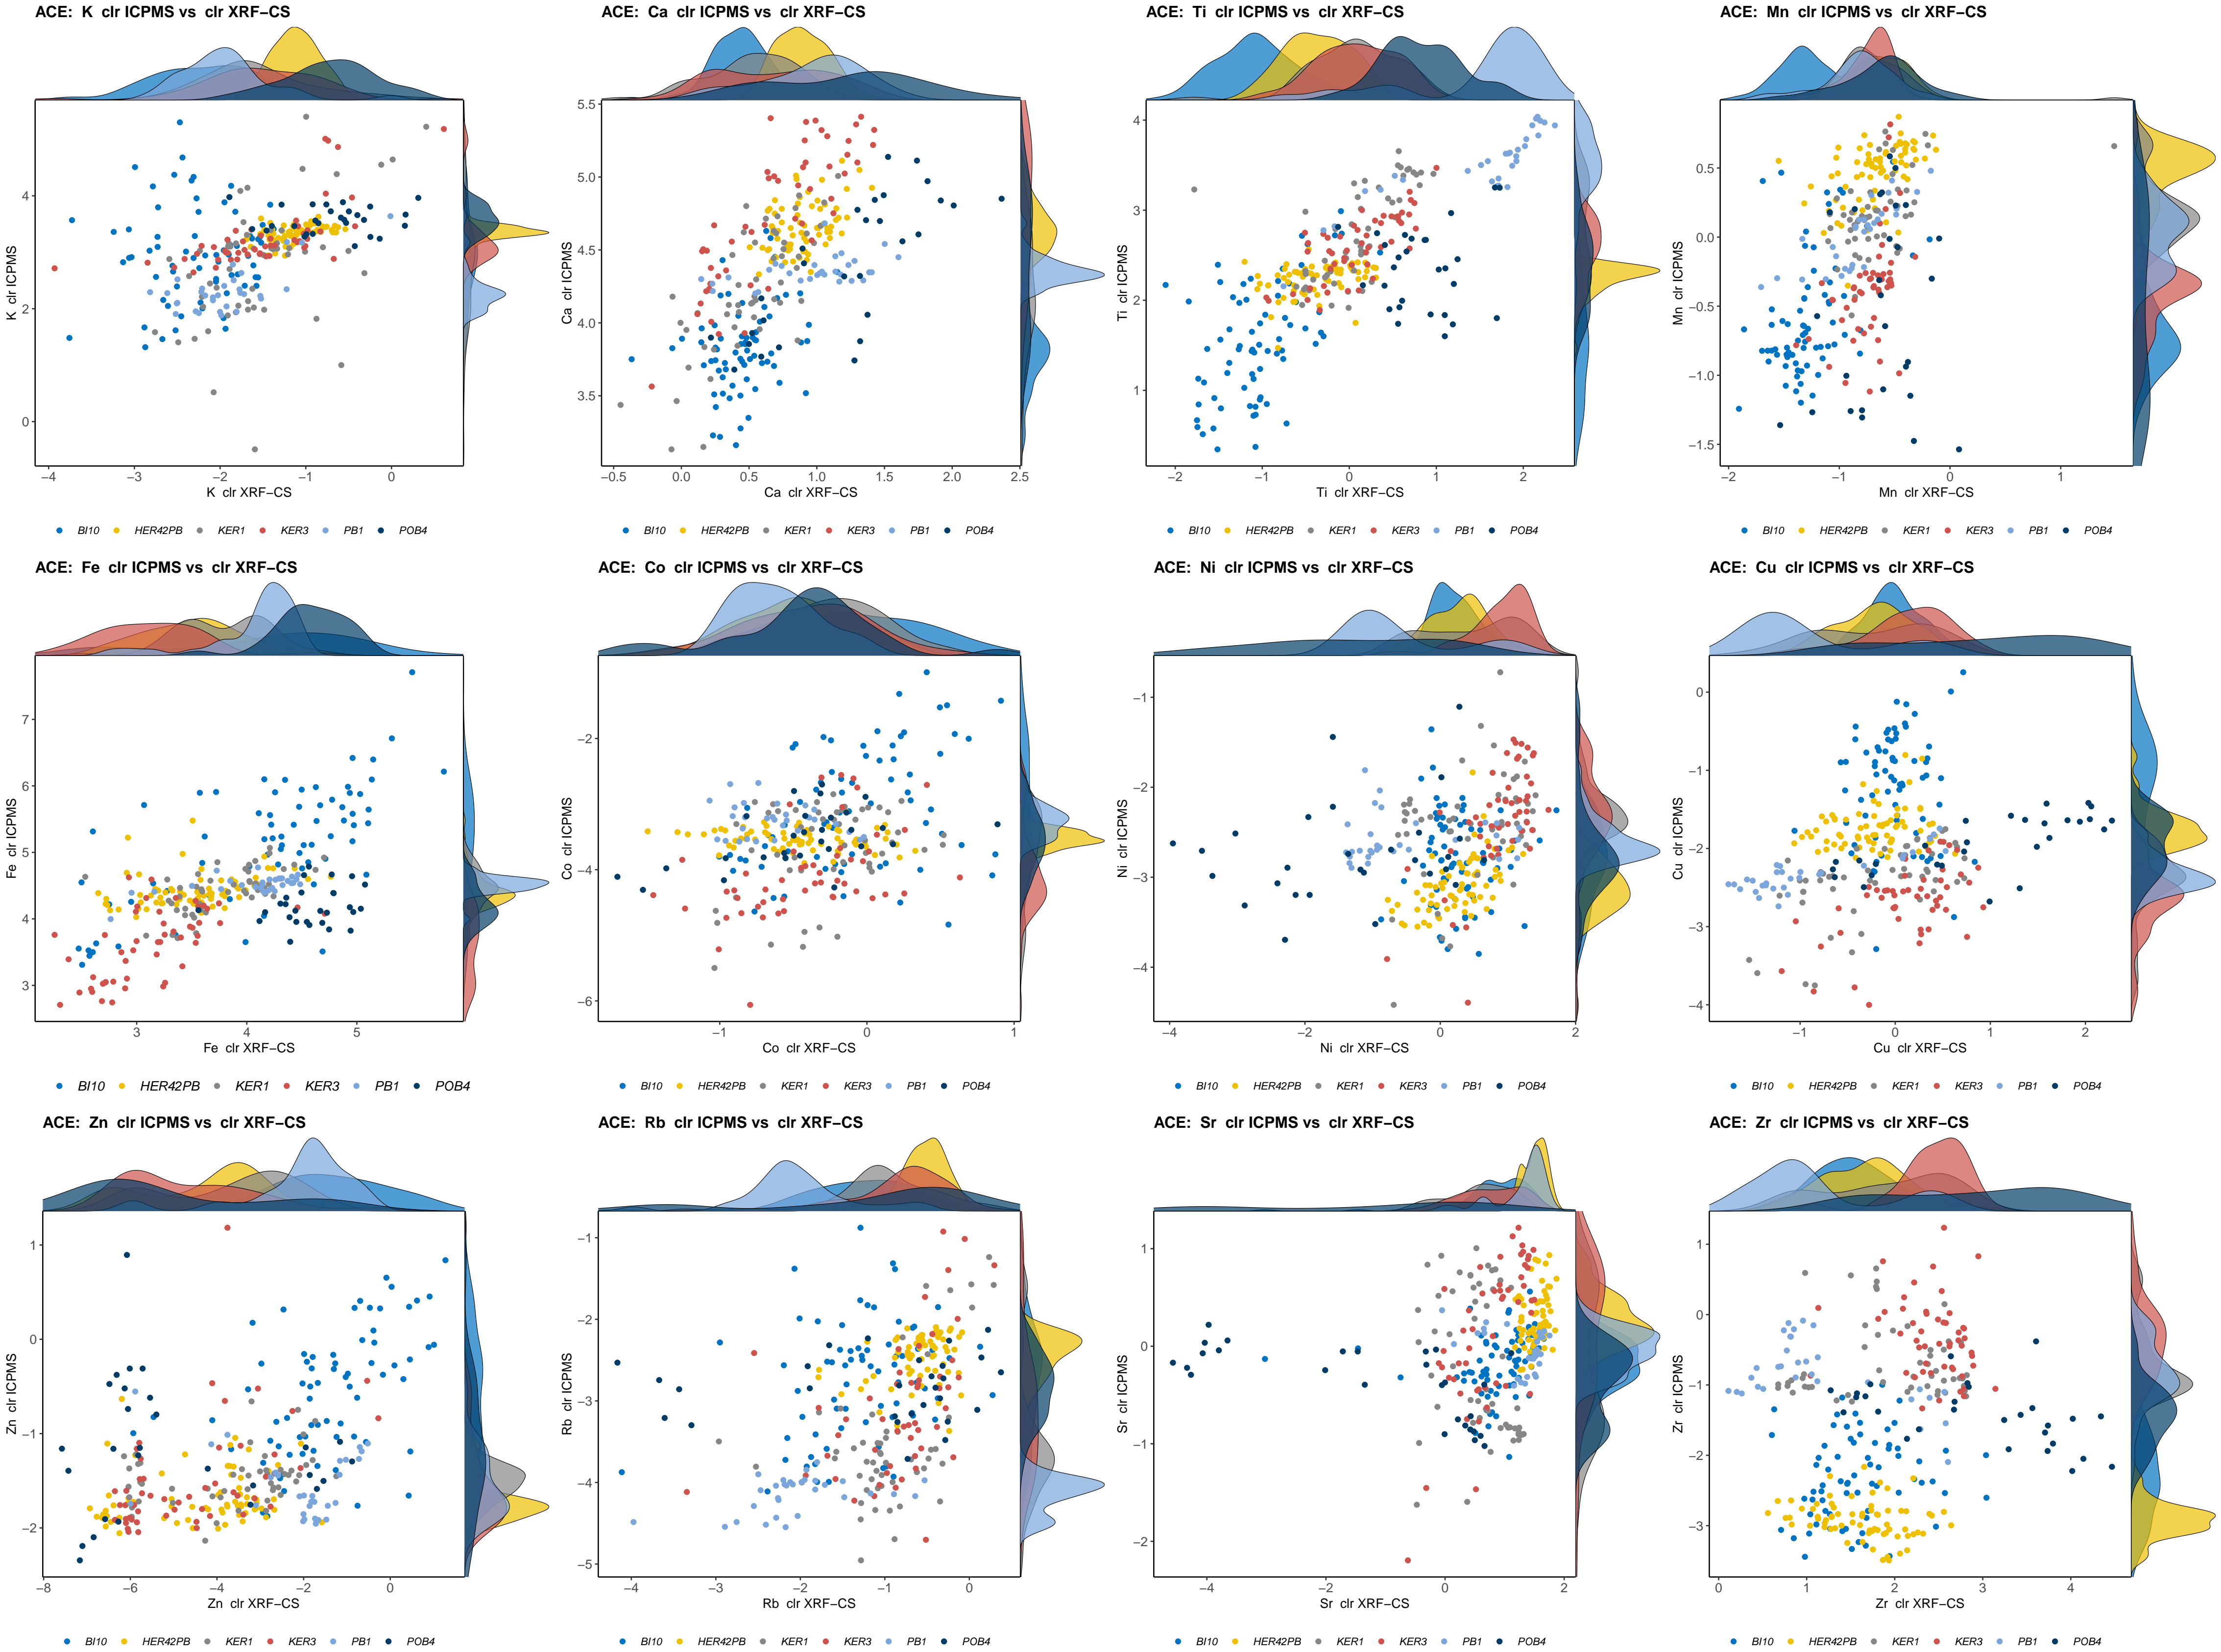 ACE: K clr ICPMS vs clr XRF−CS
ACE: Ca clr ICPMS vs clr XRF−CS
ACE: Ti clr ICPMS vs clr XRF−CS
ACE: Mn clr ICPMS vs clr XRF−CS
K clr ICPMS
4
2
0
−4 −3 −2 −1 0
K clr XRF−CS
BI10 HER42PB KER1 KER3 PB1 POB4
Ca clr ICPMS
5.5
5.0
4.5
4.0
3.5
−0.5 0.0 0.5 1.0 1.5 2.0 2.5
Ca clr XRF−CS
BI10 HER42PB KER1 KER3 PB1 POB4
Ti clr ICPMS
4
3
2
1
−2 −1 0 1 2
Ti clr XRF−CS
BI10 HER42PB KER1 KER3 PB1 POB4
Mn clr ICPMS
0.5
0.0
−0.5
−1.0
−1.5
−2 −1 0 1
Mn clr XRF−CS
BI10 HER42PB KER1 KER3 PB1 POB4
ACE: Fe clr ICPMS vs clr XRF−CS
ACE: Co clr ICPMS vs clr XRF−CS
ACE: Ni clr ICPMS vs clr XRF−CS
ACE: Cu clr ICPMS vs clr XRF−CS
Fe clr ICPMS
7
6
5
4
3
3 4 5
Fe clr XRF−CS
BI10 HER42PB KER1 KER3 PB1 POB4
Co clr ICPMS
−2
−4
−6
−1 0 1
Co clr XRF−CS
BI10 HER42PB KER1 KER3 PB1 POB4
Ni clr ICPMS
−1
−2
−3
−4
−4 −2 0 2
Ni clr XRF−CS
BI10 HER42PB KER1 KER3 PB1 POB4
Cu clr ICPMS
0
−1
−2
−3
−4
−1 0 1 2
Cu clr XRF−CS
BI10 HER42PB KER1 KER3 PB1 POB4
ACE: Zn clr ICPMS vs clr XRF−CS
ACE: Rb clr ICPMS vs clr XRF−CS
ACE: Sr clr ICPMS vs clr XRF−CS
ACE: Zr clr ICPMS vs clr XRF−CS
Zn clr ICPMS
1
0
−1
−2
−8 −6 −4 −2 0
Zn clr XRF−CS
BI10 HER42PB KER1 KER3 PB1 POB4
Rb clr ICPMS
−1
−2
−3
−4
−5
−4 −3 −2 −1 0
Rb clr XRF−CS
BI10 HER42PB KER1 KER3 PB1 POB4
Sr clr ICPMS
1
0
−1
−2
−4 −2 0 2
Sr clr XRF−CS
BI10 HER42PB KER1 KER3 PB1 POB4
Zr clr ICPMS
1
0
−1
−2
−3
0 1 2 3 4
Zr clr XRF−CS
BI10 HER42PB KER1 KER3 PB1 POB4